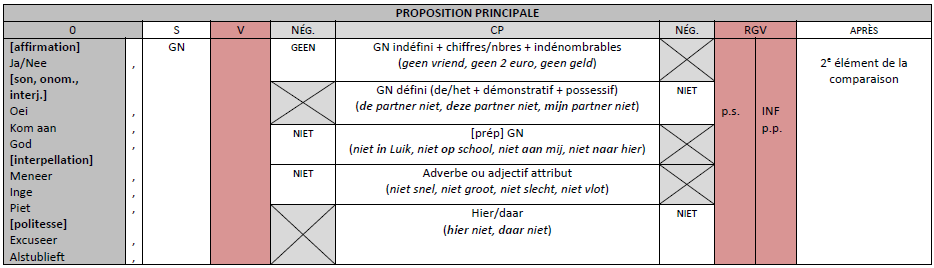 PROPOSITION PRINCIPALE
0 S V NÉG. CP NÉG. RGV APRÈS
[affirmation] GN GEEN GN indéfini + chiffres/nbres + indénombrables
Ja/Nee , (geen vriend, geen 2 euro, geen geld) 2e élément de la
[son, onom., comparaison
interj.] GN défini (de/het + démonstratif + possessif) NIET
Oei , (de partner niet, deze partner niet, mijn partner niet) p.s. INF
Kom aan , NIET [prép] GN p.p.
God , (niet in Luik, niet op school, niet aan mij, niet naar hier)
[interpellation]
Meneer , NIET Adverbe ou adjectif attribut
Inge , (niet snel, niet groot, niet slecht, niet vlot)
Piet ,
[politesse] Hier/daar NIET
Excuseer , (hier niet, daar niet)
Alstublieft ,